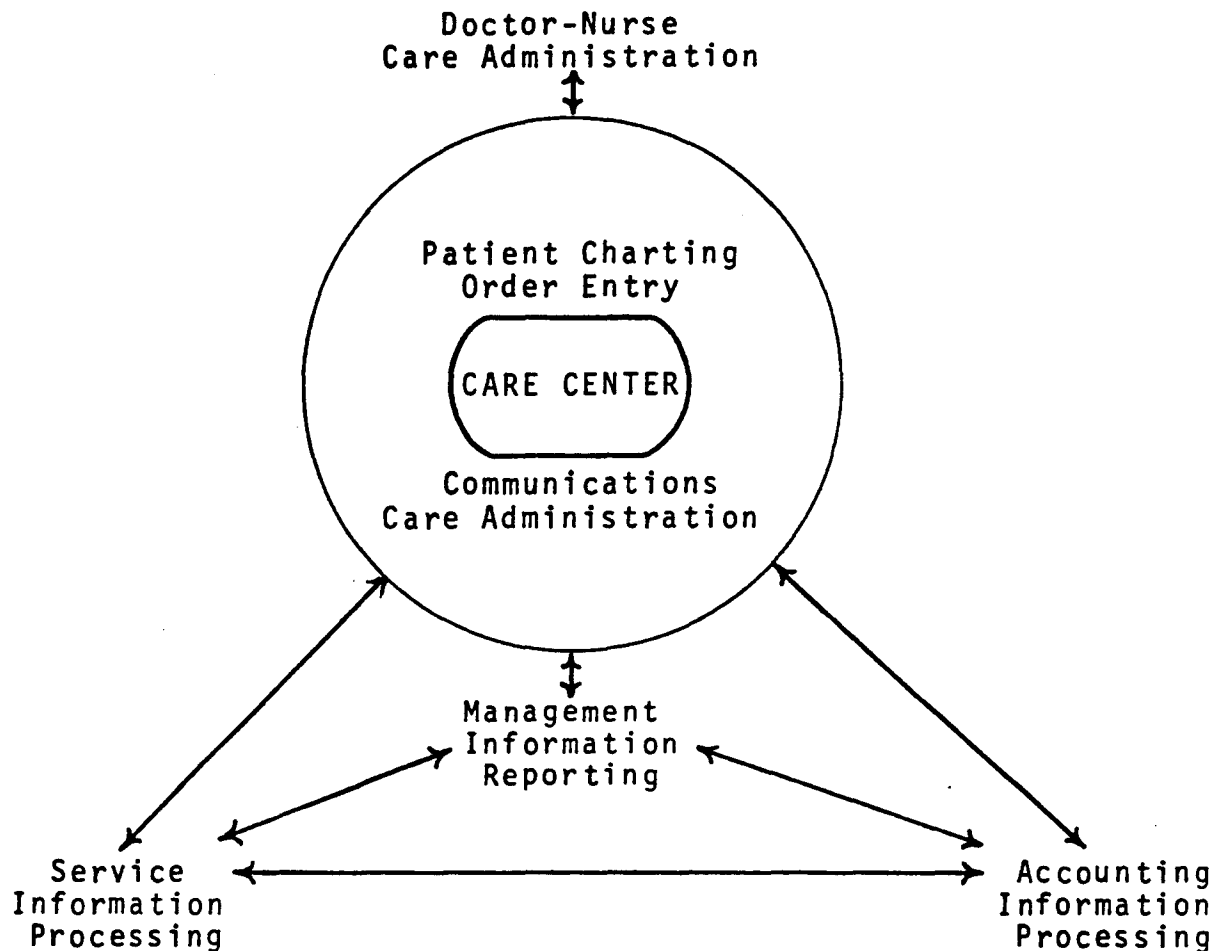 Doctor-Nurse
Care Administration
Patient Charting
Order Entry
CARE CENTER
Communications
Care Administration
Management
Information
Reporting
Service
Information
Processing
Accounting
Information
Processing